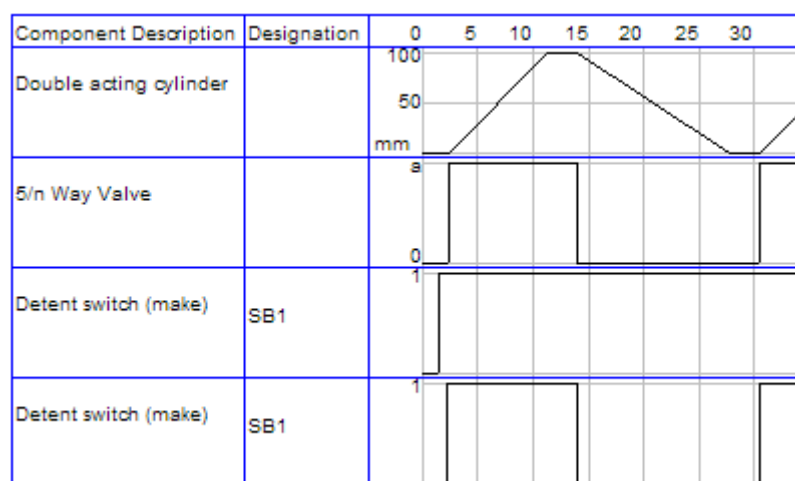 Component Description Designation 0 5 10 15 20 25 30
100
Double acting cylinder
50
mm
a
5/n Way Valve
0
1
Detent switch (make) SB1
1
Detent switch (make) SB1